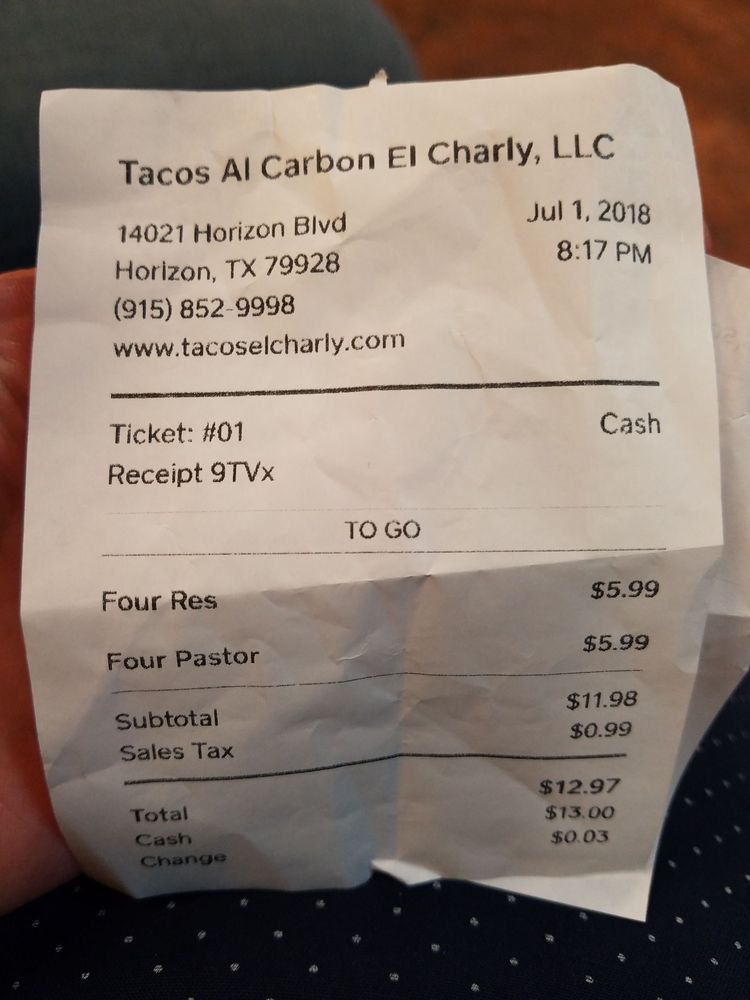 Tacos Al Carbon El Charly, LLC
14021 Horizon Blvd
Jul 1, 2018
Horizon, TX 79928
8:17 PM
(915) 852-9998
www.tacoselcharly.com
Ticket: #01
Cash
Receipt 9TVx
TO GO
Four Res $5.99
Four Pastor $5.99
Subtotal $11.98
Sales Tax $0.99
Total $12.97
Cash $13.00
Change $0.03